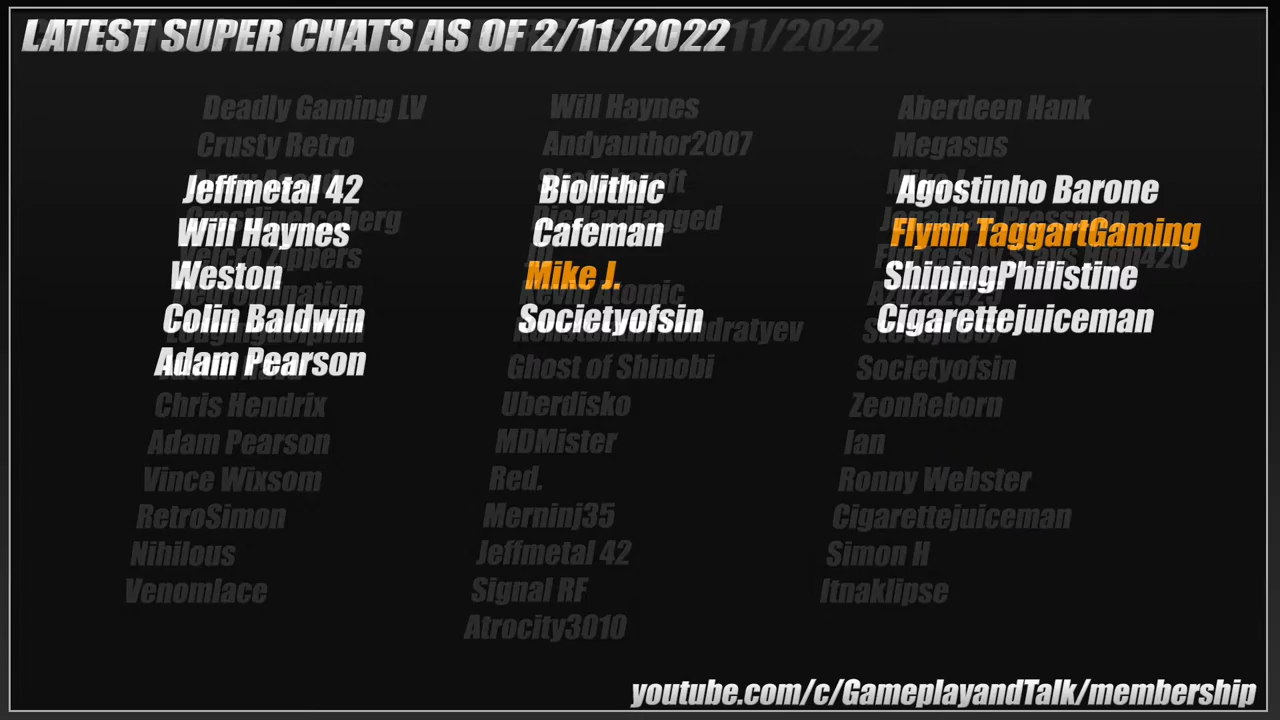 LATEST SUPER CHATS AS OF 2/11/2022
11/2022
Deadly Gaming LV
Will Haynes
Aberdeen Hank
Crusty Retro
Andyauthor2007
Megasus
Jeffmetal 42
Biolithic
Agostinho Barone
Will Haynes
Cafeman
Flynn TaggartGaming
Weston
Mike J.
ShiningPhilistine
Colin Baldwin
Societyofsin
Cigarettejuiceman
Adam Pearson
Ghost of Shinobi
Societyofsin
Chris Hendrix
Uberdisko
ZeonReborn
Adam Pearson
MDMister
Ian
Vince Wixsom
Red.
Ronny Webster
RetroSimon
Merninj35
Cigarettejuiceman
Nihilous
Jeffmetal 42
Simon H
Venomlace
Signal RF
Itnaklipse
Atrocity3010
youtube.com/c/GameplayandTalk/membership